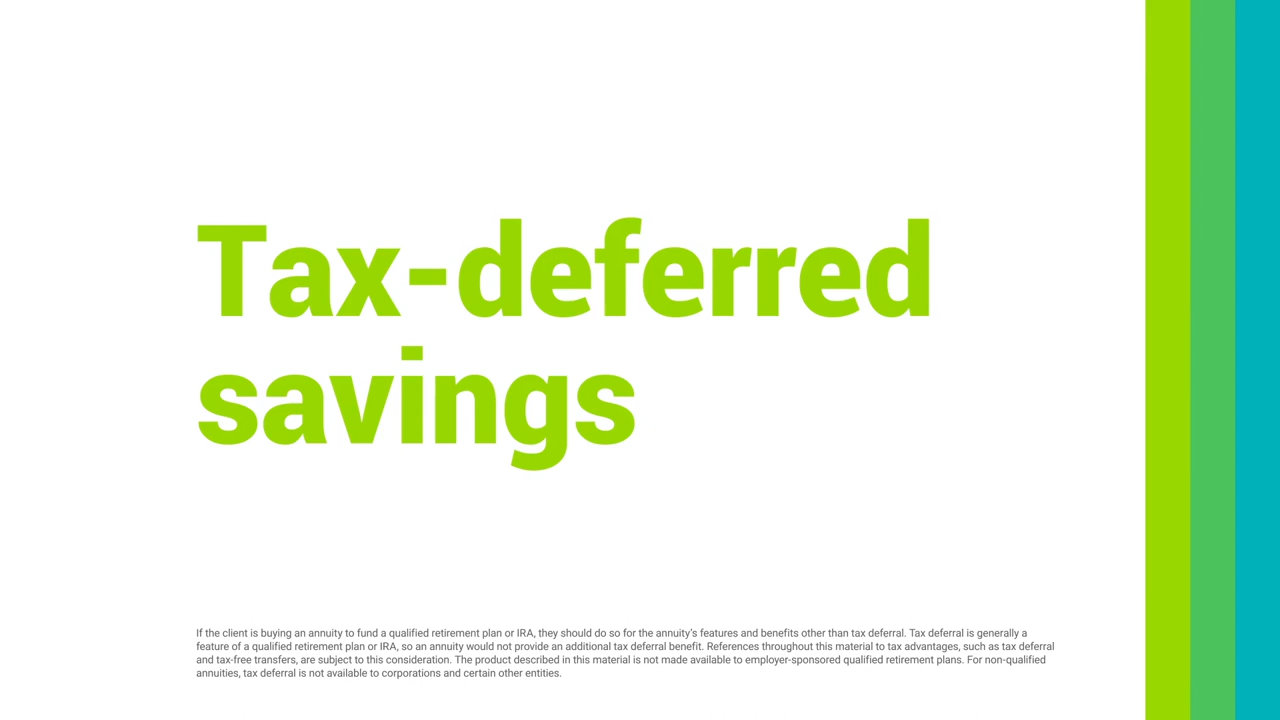 Tax-deferred
savings
If the client is buying an annuity to fund a qualified retirement plan or IRA, they should do so for the annuity’s features and benefits other than tax deferral. Tax deferral is generally a
feature of a qualified retirement plan or IRA, so an annuity would not provide an additional tax deferral benefit. References throughout this material to tax advantages, such as tax deferral
and tax-free transfers, are subject to this consideration. The product described in this material is not made available to employer-sponsored qualified retirement plans. For non-qualified
annuities, tax deferral is not available to corporations and certain other entities.